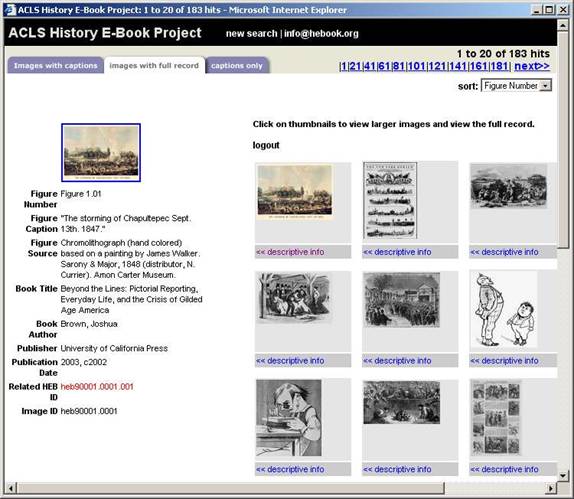 ACLS History E-Book Project: 1 to 20 of 183 hits - Microsoft Internet Explorer
ACLS History E-Book Project new search | info@hebook.org
1 to 20 of 183 hits
Images with captions images with full record captions only
|1|21|41|61|81|101|121|141|161|181| next>>
sort: Figure Number
Click on thumbnails to view larger images and view the full record.
logout
Figure Number Figure 1.01
Figure Caption "The storming of Chapultepec Sept. 13th. 1847."
Figure Source Chromolithograph (hand colored) based on a painting by James Walker. Sarony & Major, 1848 (distributor, N. Currier). Amon Carter Museum.
Book Title Beyond the Lines: Pictorial Reporting, Everyday Life, and the Crisis of Gilded Age America
Book Author Brown, Joshua
Publisher University of California Press
Publication Date 2003, c2002
Related HEB ID heb90001.0001.001
Image ID heb90001.0001
<< descriptive info << descriptive info << descriptive info
<< descriptive info << descriptive info << descriptive info
<< descriptive info << descriptive info << descriptive info